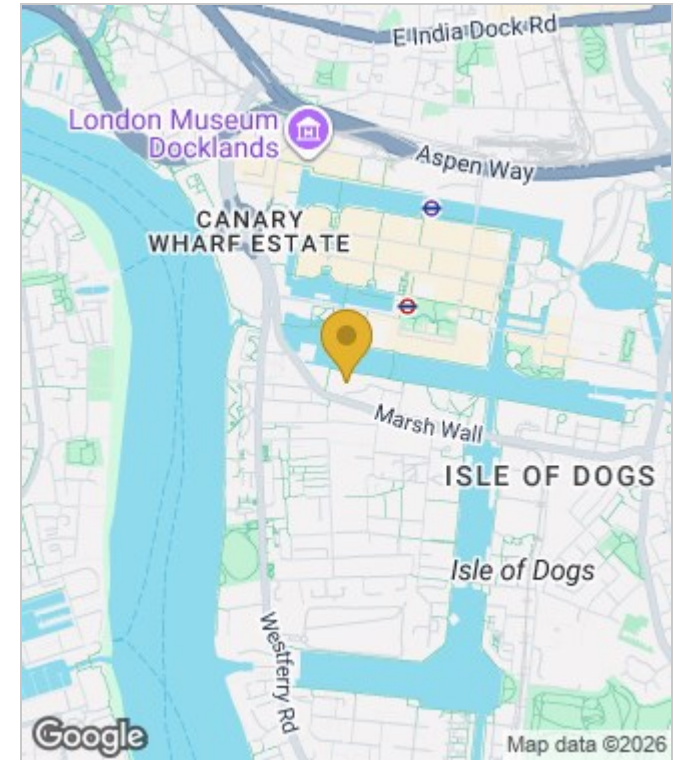 E India Dock Rd
London Museum
Docklands
Aspen Way
CANARY
WHARF ESTATE
Marsh Wall
ISLE OF DOGS
Isle of Dogs
Westferry Rd
Google
Map data ©2026